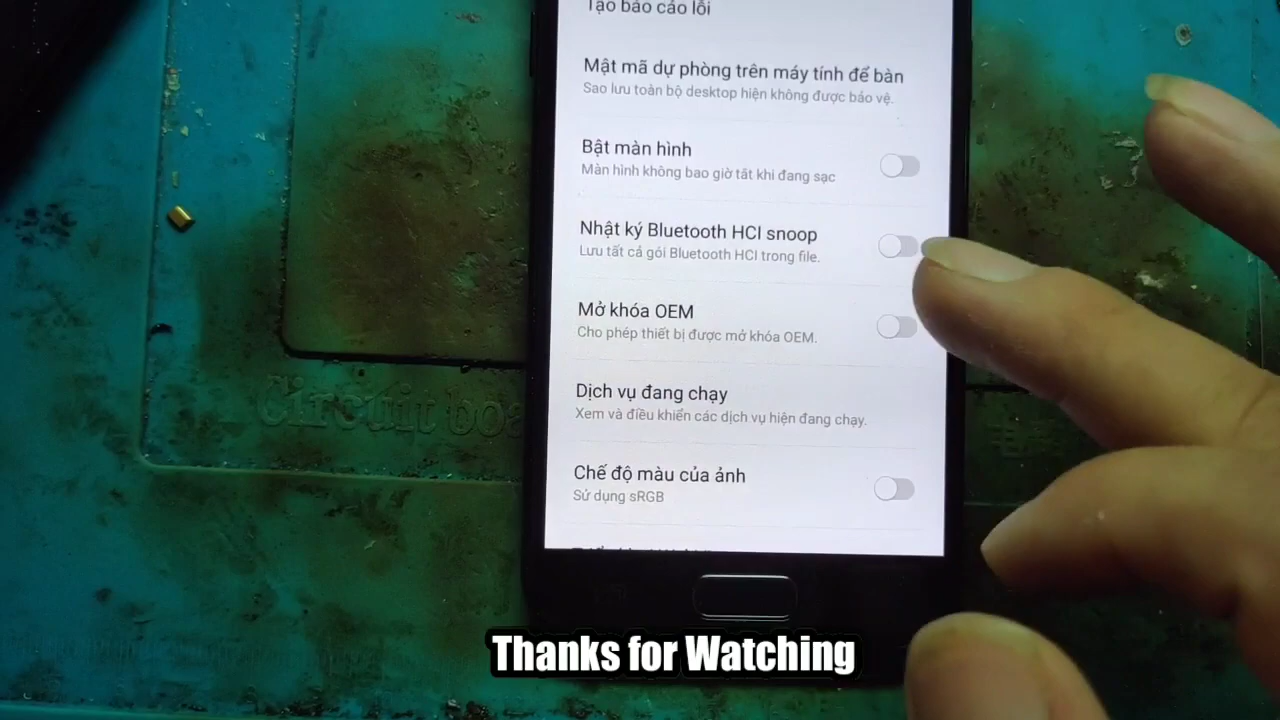 Tạo báo cáo lỗi
Mật mã dự phòng trên máy tính để bàn
Sao lưu toàn bộ desktop hiện không được bảo vệ.
Bật màn hình
Màn hình không bao giờ tắt khi đang sạc
Nhật ký Bluetooth HCI snoop
Lưu tất cả gói Bluetooth HCI trong file.
Mở khóa OEM
Cho phép thiết bị được mở khóa OEM.
Circuit boa
Dịch vụ đang chạy
Xem và điều khiển các dịch vụ hiện đang chạy.
Chế độ màu của ảnh
Sử dụng sRGB
Thanks for Watching